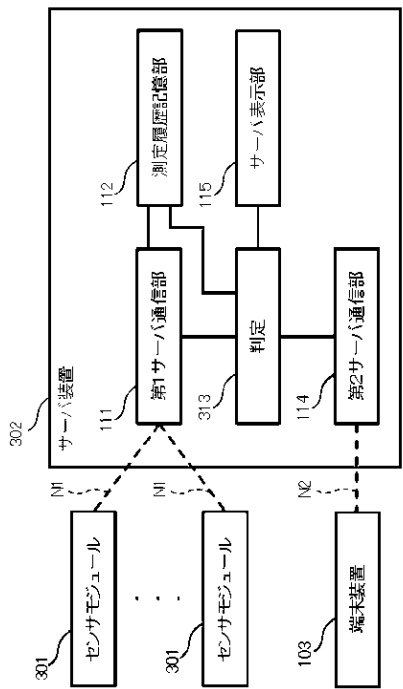 302
サーバ装置
301
センサモジュール
N1
・・・
301
センサモジュール
N1
103
端末装置
N2
111
第1サーバ通信部
112
測定履歴記憶部
313
判定
115
サーバ表示部
114
第2サーバ通信部